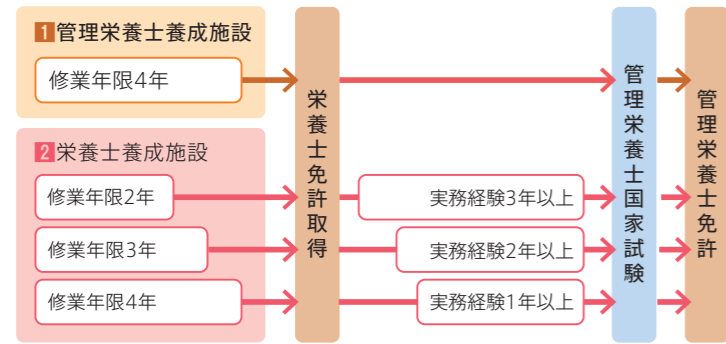 1 管理栄養士養成施設
修業年限4年
2 栄養士養成施設
修業年限2年
修業年限3年
修業年限4年
栄養士免許取得
実務経験3年以上
実務経験2年以上
実務経験1年以上
管理栄養士国家試験
管理栄養士免許